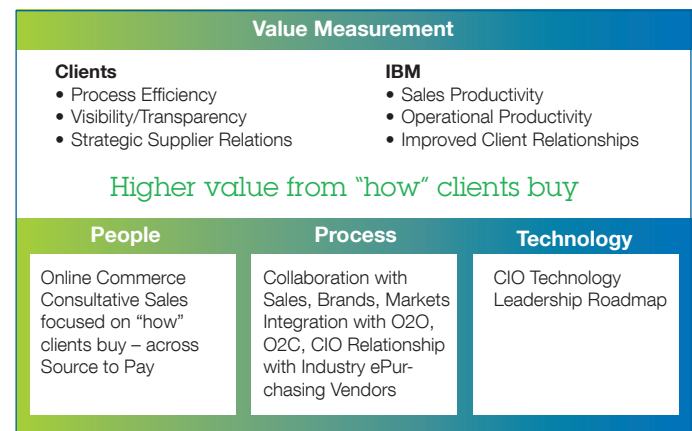 Value Measurement
Clients
• Process Efficiency
• Visibility/Transparency
• Strategic Supplier Relations
IBM
• Sales Productivity
• Operational Productivity
• Improved Client Relationships
Higher value from "how" clients buy
People
Online Commerce
Consultative Sales
focused on "how"
clients buy – across
Source to Pay
Process
Collaboration with
Sales, Brands, Markets
Integration with O2O,
O2C, CIO Relationship
with Industry ePur-
chasing Vendors
Technology
CIO Technology
Leadership Roadmap